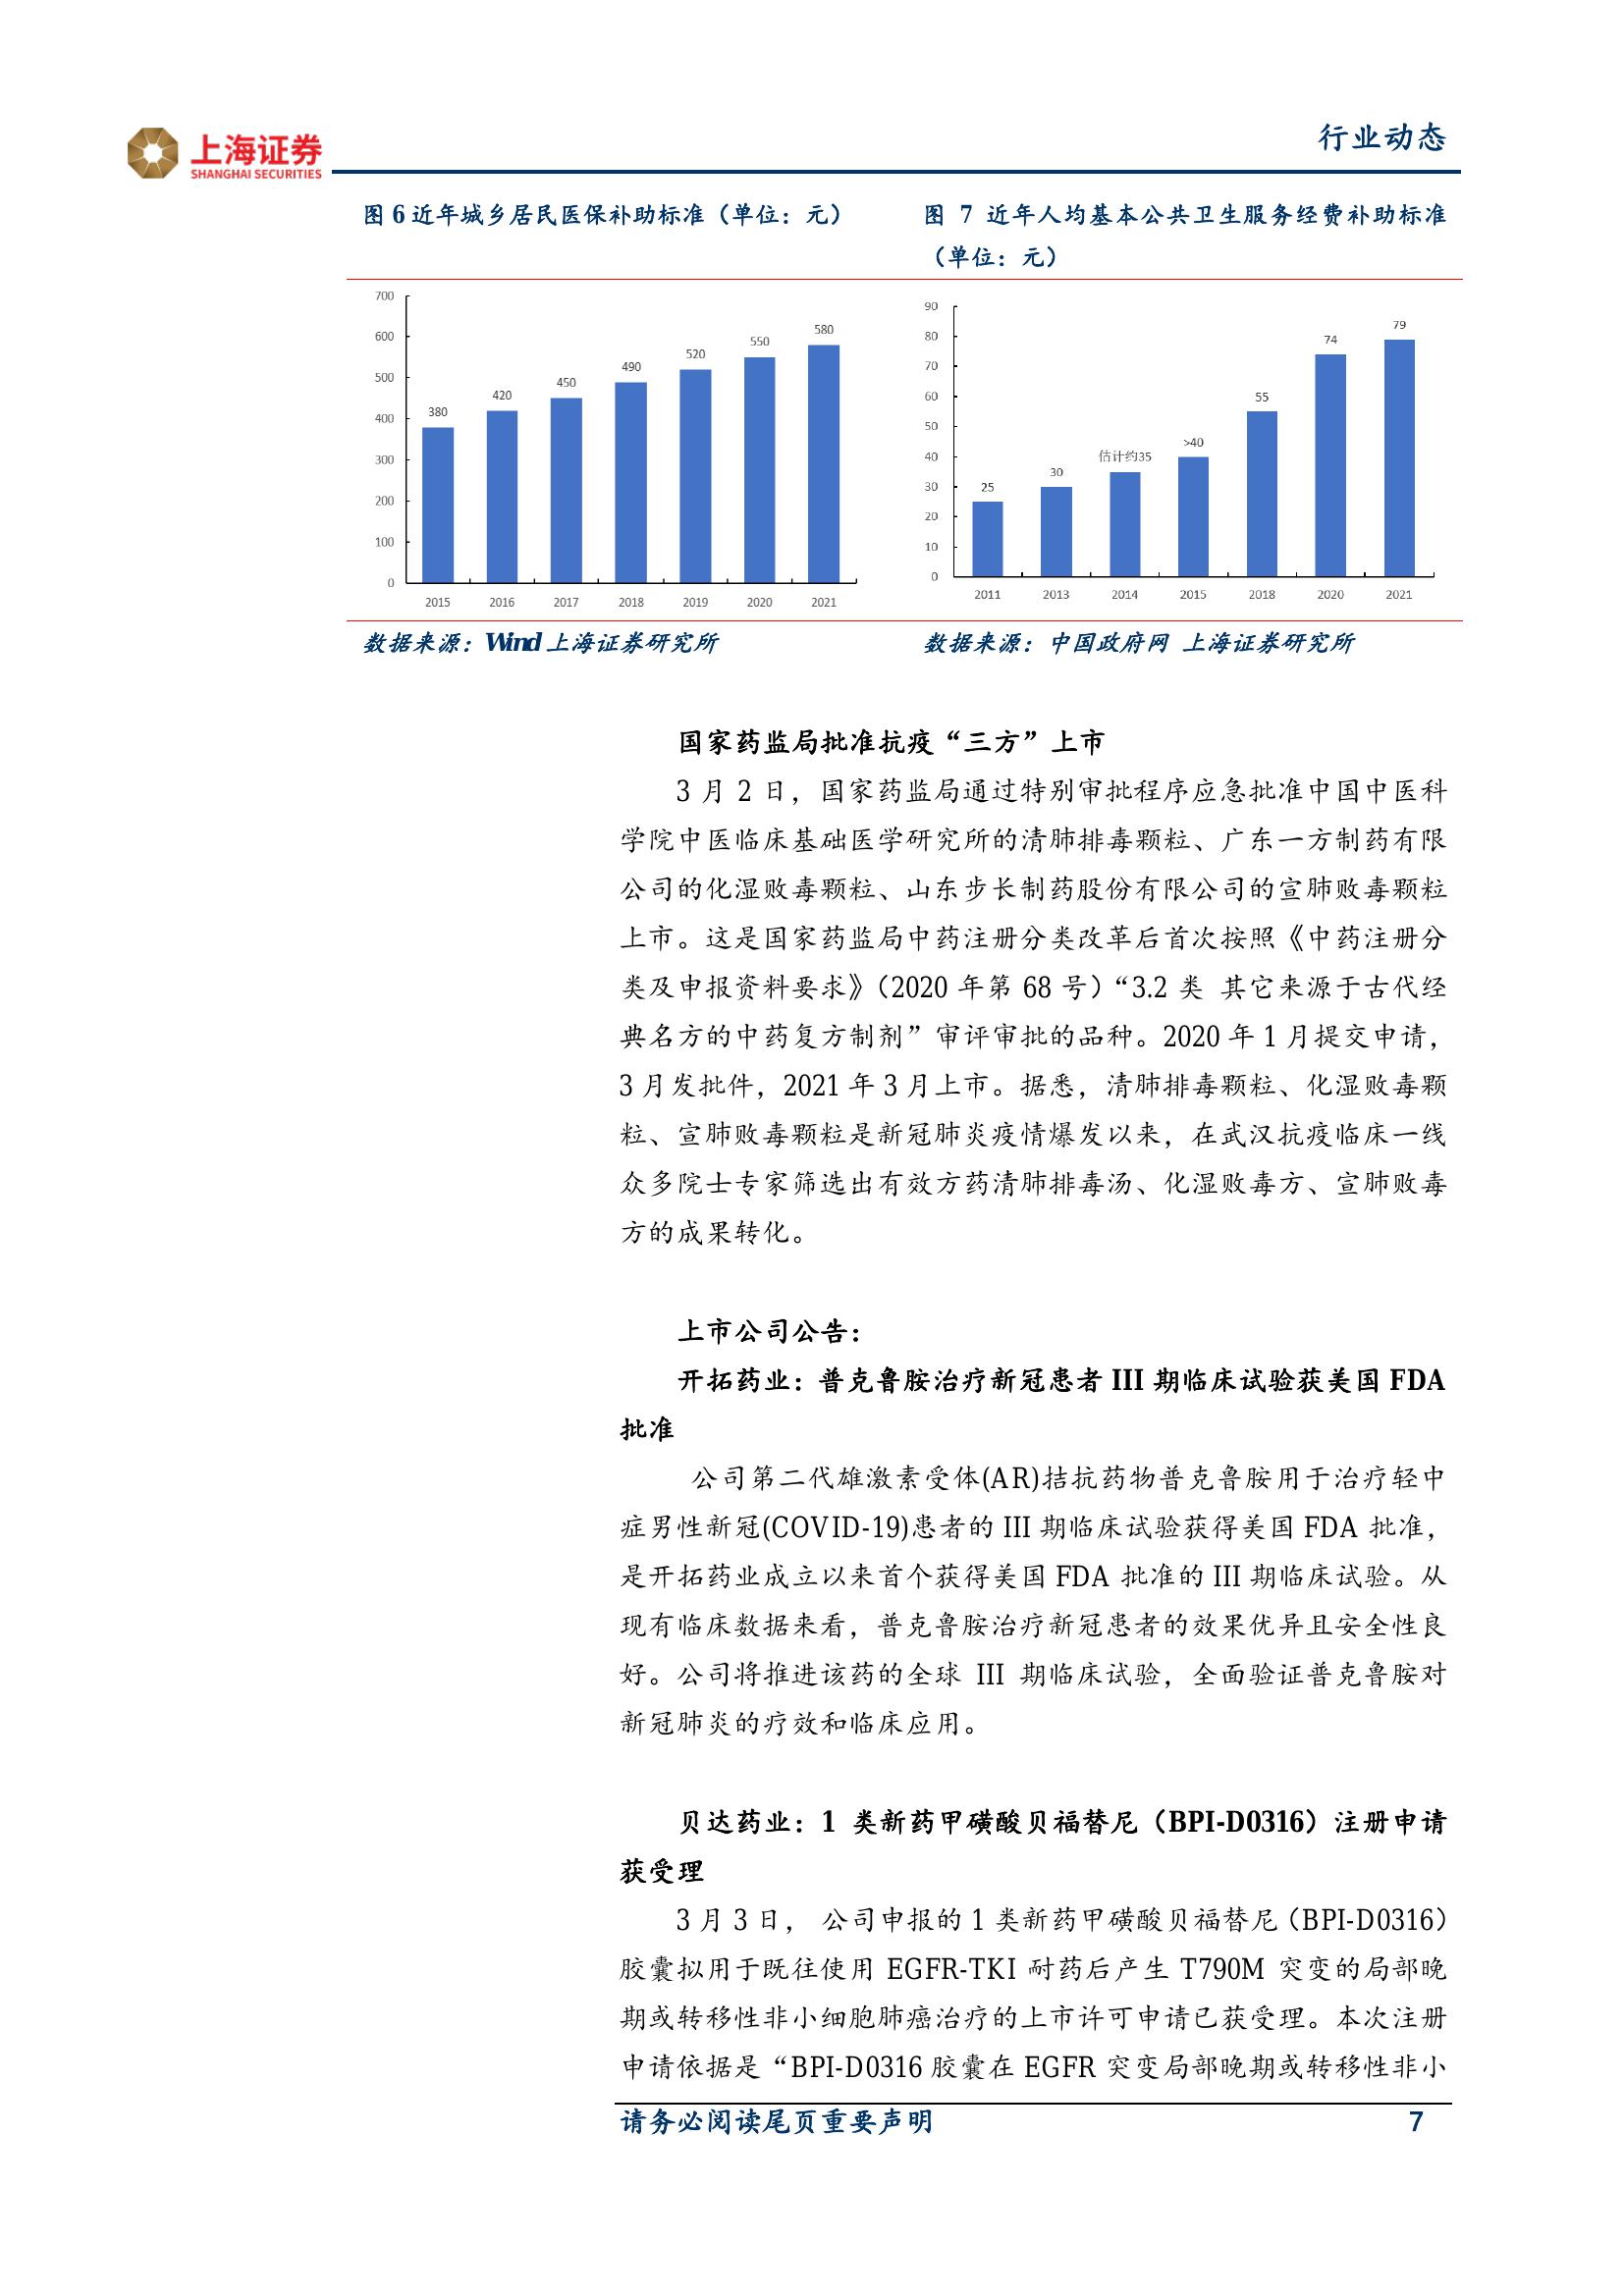 上海证券
SHANGHAI SECURITIES
行业动态
图 6 近年城乡居民医保补助标准（单位：元）
700
600
500
400
300
200
100
0
380
420
450
490
520
550
580
2015 2016 2017 2018 2019 2020 2021
数据来源：Wind 上海证券研究所
图 7 近年人均基本公共卫生服务经费补助标准
（单位：元）
90
80
70
60
50
40
30
20
10
0
25
30
估计约35
>40
55
74
79
2011 2013 2014 2015 2018 2020 2021
数据来源：中国政府网 上海证券研究所
国家药监局批准抗疫“三方”上市
3 月 2 日，国家药监局通过特别审批程序应急批准中国中医科
学院中医临床基础医学研究所的清肺排毒颗粒、广东一方制药有限
公司的化湿败毒颗粒、山东步长制药股份有限公司的宣肺败毒颗粒
上市。这是国家药监局中药注册分类改革后首次按照《中药注册分
类及申报资料要求》（2020 年第 68 号）“3.2 类 其它来源于古代经
典名方的中药复方制剂”审评审批的品种。2020 年 1 月提交申请，
3 月发批件，2021 年 3 月上市。据悉，清肺排毒颗粒、化湿败毒颗
粒、宣肺败毒颗粒是新冠肺炎疫情爆发以来，在武汉抗疫临床一线
众多院士专家筛选出有效方药清肺排毒汤、化湿败毒方、宣肺败毒
方的成果转化。
上市公司公告：
开拓药业：普克鲁胺治疗新冠患者 III 期临床试验获美国 FDA
批准
公司第二代雄激素受体(AR)拮抗药物普克鲁胺用于治疗轻中
症男性新冠(COVID-19)患者的 III 期临床试验获得美国 FDA 批准，
是开拓药业成立以来首个获得美国 FDA 批准的 III 期临床试验。从
现有临床数据来看，普克鲁胺治疗新冠患者的效果优异且安全性良
好。公司将推进该药的全球 III 期临床试验，全面验证普克鲁胺对
新冠肺炎的疗效和临床应用。
贝达药业：1 类新药甲磺酸贝福替尼（BPI-D0316）注册申请
获受理
3 月 3 日， 公司申报的 1 类新药甲磺酸贝福替尼（BPI-D0316）
胶囊拟用于既往使用 EGFR-TKI 耐药后产生 T790M 突变的局部晚
期或转移性非小细胞肺癌治疗的上市许可申请已获受理。本次注册
申请依据是“BPI-D0316 胶囊在 EGFR 突变局部晚期或转移性非小
请务必阅读尾页重要声明 7